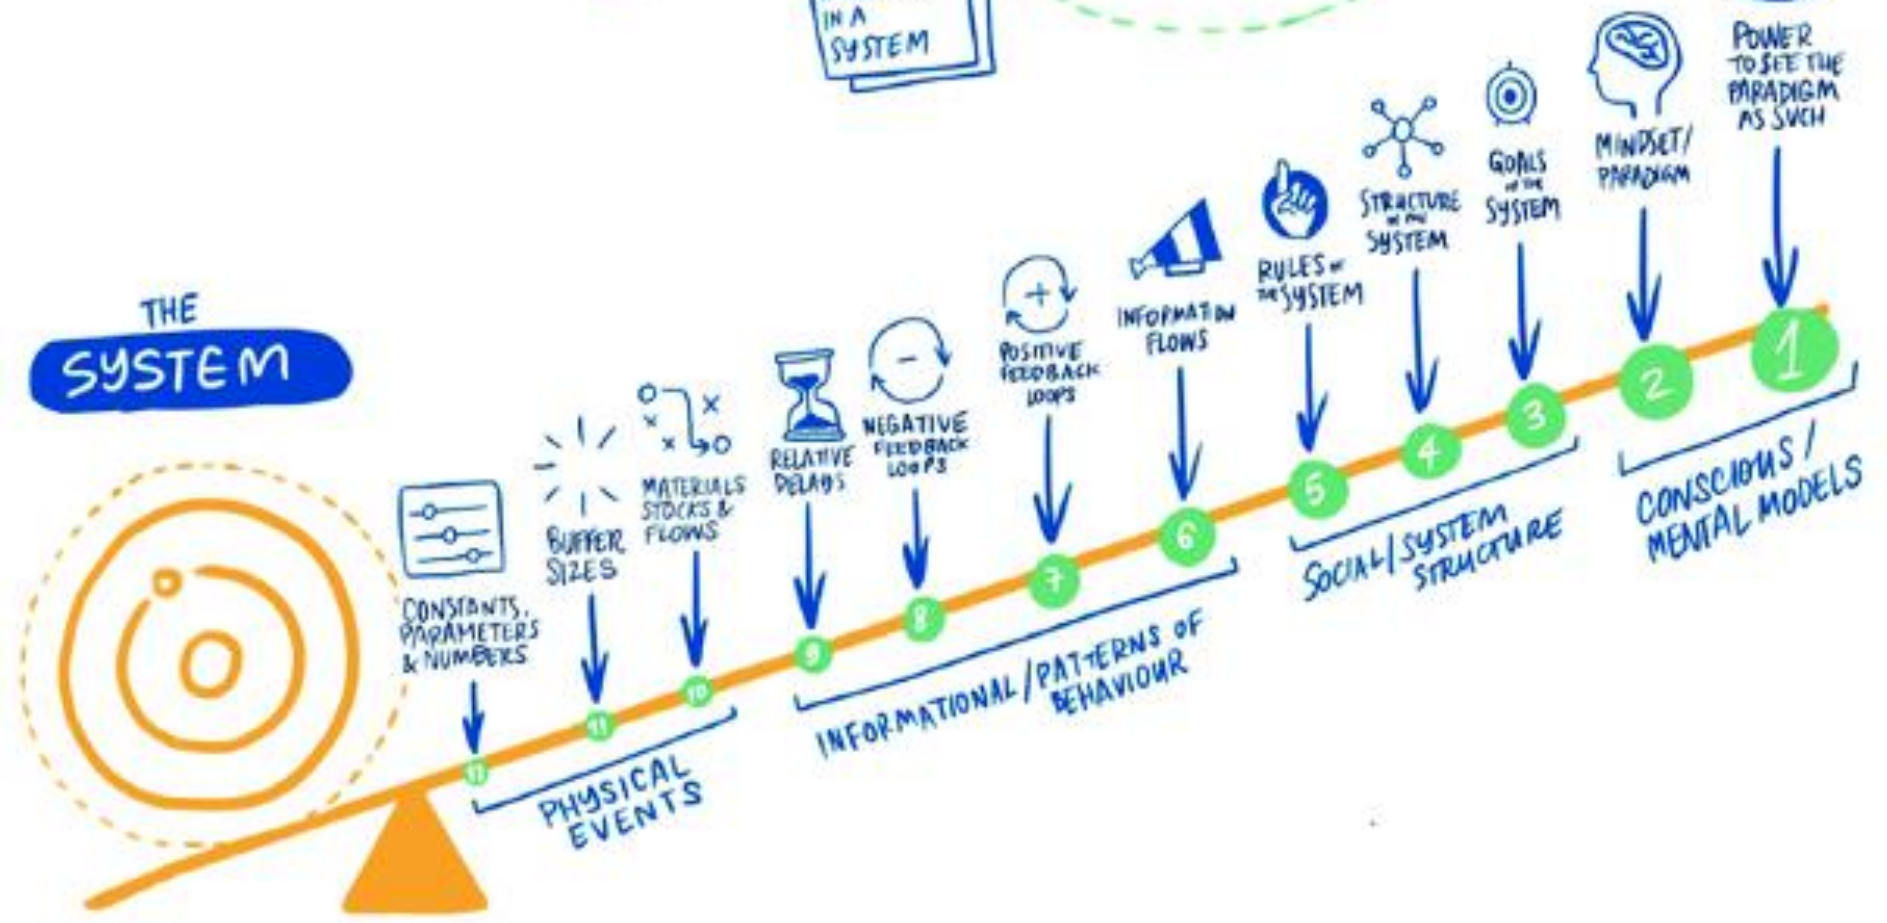 IN A
SYSTEM
THE
SYSTEM
CONSTANTS,
PARAMETERS
& NUMBERS
BUFFER
SIZES
MATERIALS
STOCKS &
FLOWS
RELATIVE
DELAYS
NEGATIVE
FEEDBACK
LOOPS
POSITIVE
FEEDBACK
LOOPS
INFORMATION
FLOWS
RULES OF
THE SYSTEM
STRUCTURE
OF THE
SYSTEM
GOALS
OF THE
SYSTEM
MINDSET/
PARADIGM
POWER
TO SEE THE
PARADIGM
AS SUCH
12
11
10
9
8
7
6
5
4
3
2
1
PHYSICAL
EVENTS
INFORMATIONAL/PATTERNS OF
BEHAVIOUR
SOCIAL/SYSTEM
STRUCTURE
CONSCIOUS/
MENTAL MODELS
+
-